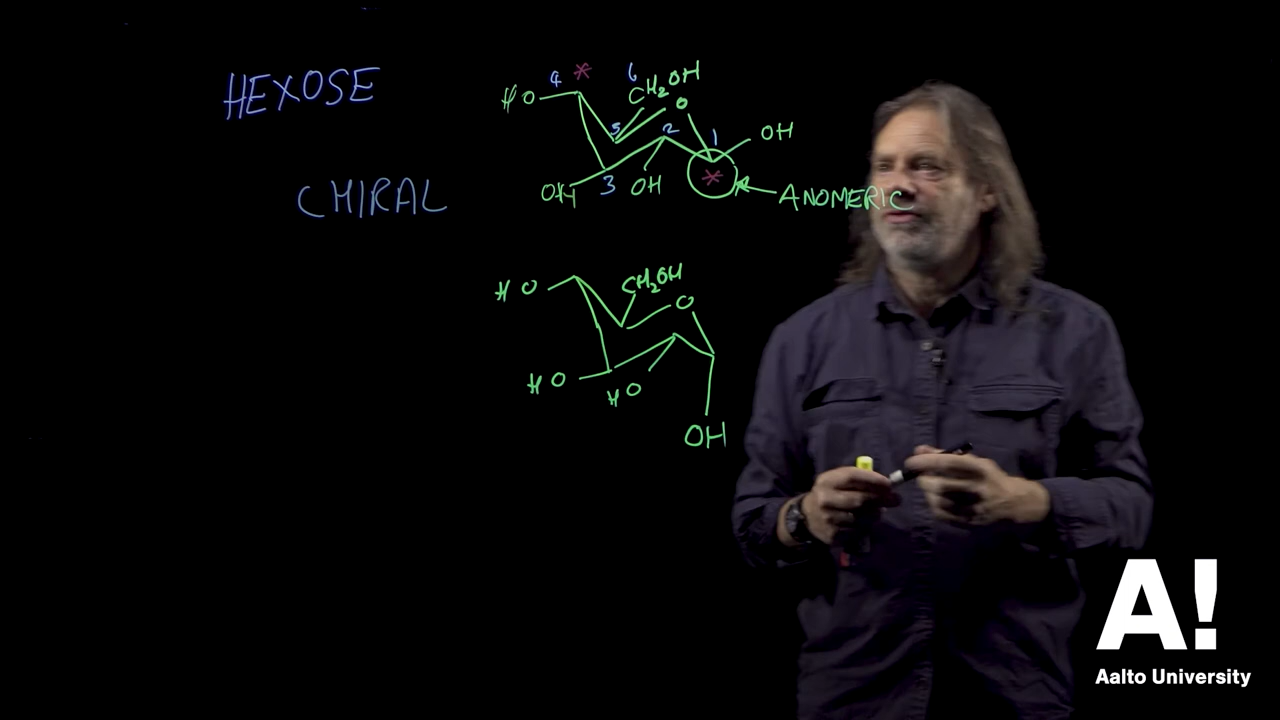 HEXOSE
4 * 6 CH₂OH
HO O
5 2 1 OH
CHIRAL
OH 3 OH * ANOMERIC
CH₂OH
HO O
HO HO
OH
A!
Aalto University